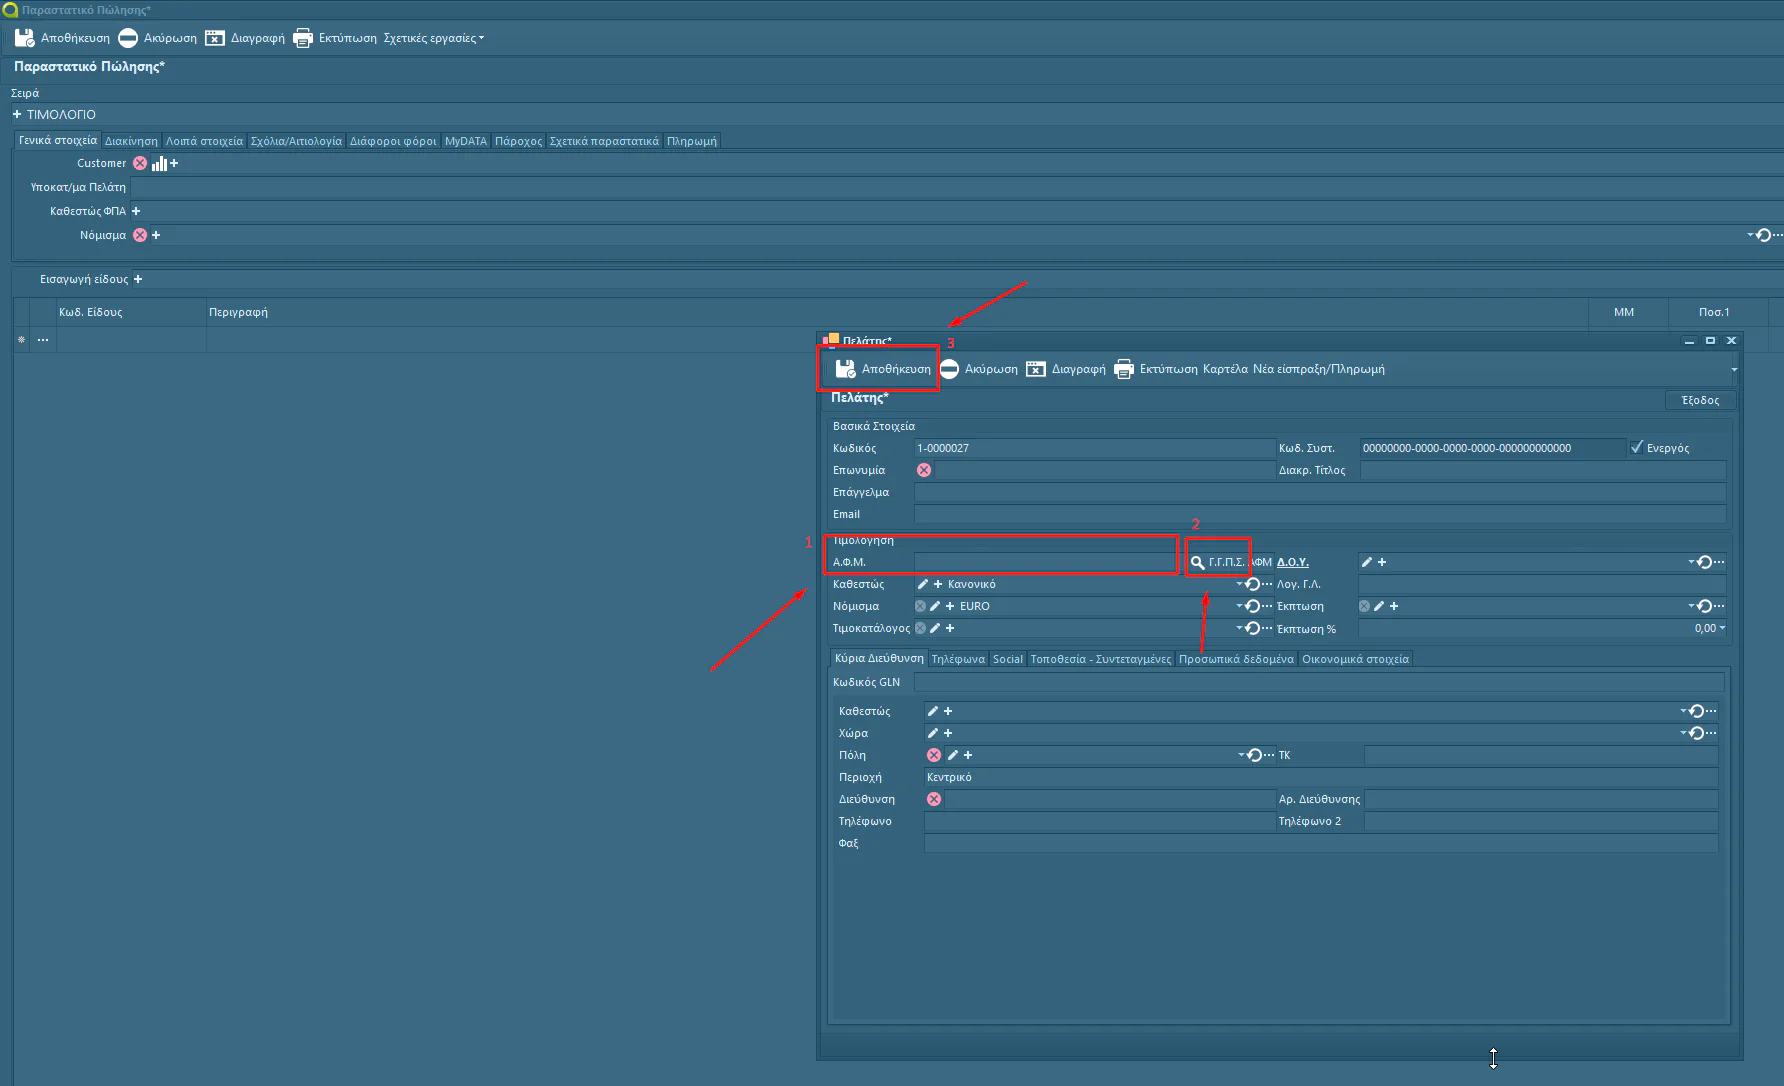 Παραστατικό Πώλησης*
Αποθήκευση Ακύρωση Διαγραφή Εκτύπωση Σχετικές εργασίες
Παραστατικό Πώλησης*
Σειρά
+ ΤΙΜΟΛΟΓΙΟ
Γενικά στοιχεία Διακίνηση Λοιπά στοιχεία Σχόλια/Αιτιολογία Διάφοροι φόροι MyDATA Πάροχος Σχετικά παραστατικά Πληρωμή
Customer
Υποκατ/μα Πελάτη
Καθεστώς ΦΠΑ
Νόμισμα
Εισαγωγή είδους
Κωδ. Είδους Περιγραφή ΜΜ Ποσ.1
Πελάτης* 3
Αποθήκευση Ακύρωση Διαγραφή Εκτύπωση Καρτέλα Νέα είσπραξη/Πληρωμή
Πελάτης* Έξοδος
Βασικά Στοιχεία
Κωδικός 1-0000027 Κωδ. Συστ. 00000000-0000-0000-0000-000000000000 Ενεργός
Επωνυμία Διακρ. Τίτλος
Επάγγελμα
Email
1 2
Τιμολόγηση
Α.Φ.Μ. Γ.Γ.Π.Σ. ΑΦΜ Δ.Ο.Υ.
Καθεστώς Κανονικό Λογ. Γ.Λ.
Νόμισμα EURO Έκπτωση
Τιμοκατάλογος Έκπτωση % 0,00
Κύρια Διεύθυνση Τηλέφωνα Social Τοποθεσία - Συντεταγμένες Προσωπικά δεδομένα Οικονομικά στοιχεία
Κωδικός GLN
Καθεστώς
Χώρα
Πόλη ΤΚ
Περιοχή Κεντρικό
Διεύθυνση Αρ. Διεύθυνσης
Τηλέφωνο Τηλέφωνο 2
Φαξ